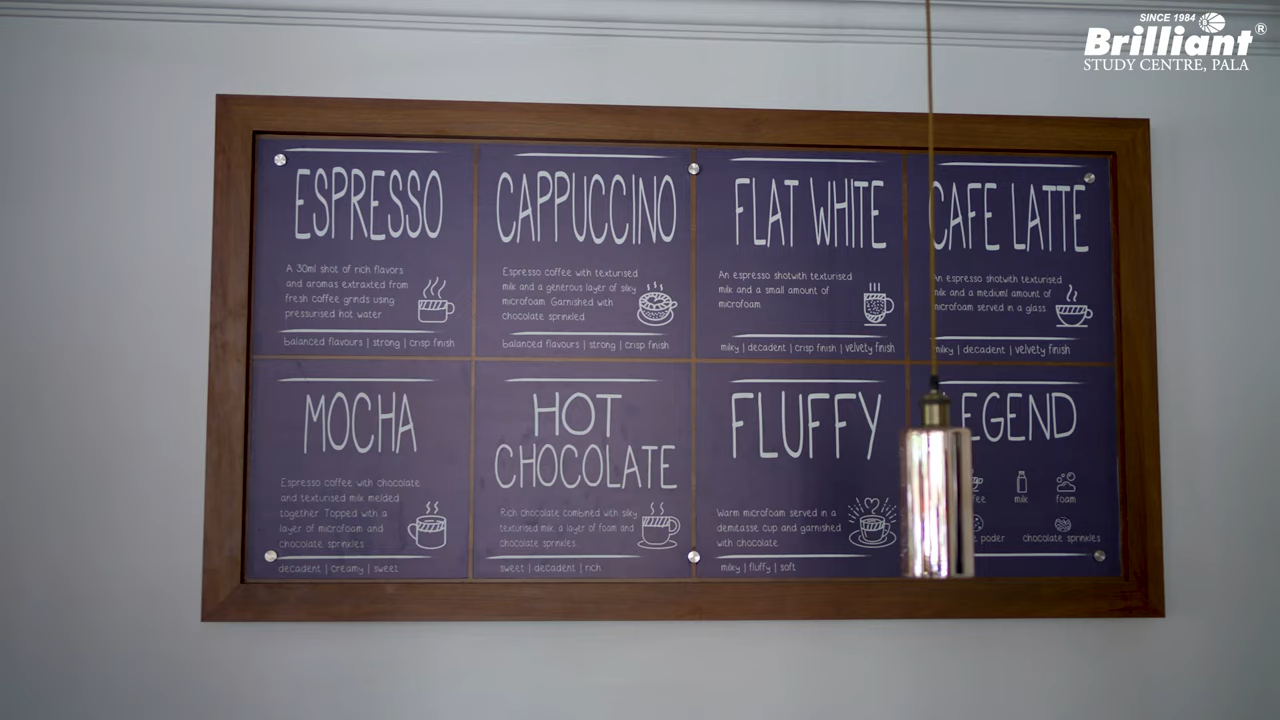 SINCE 1984
Brilliant®
STUDY CENTRE, PALA
ESPRESSO
A 30ml shot of rich flavors
and aromas extraxted from
fresh coffee grinds using
pressurised hot water
balanced flavours | strong | crisp finish
CAPPUCCINO
Espresso coffee with texturised
milk and a generous layer of silky
microfoam. Garnished with
chocolate sprinkled
balanced flavours | strong | crisp finish
FLAT WHITE
An espresso shotwith texturised
milk and a small amount of
microfoam.
milky | decadent | crisp finish | velvety finish
CAFE LATTE
An espresso shotwith texturised
milk and a mediuml amount of
microfoam served in a glass
milky | decadent | velvety finish
MOCHA
Espresso coffee with chocolate
and texturised milk melded
together. Topped with a
layer of microfoam and
chocolate sprinkles
decadent | creamy | sweet
HOT
CHOCOLATE
Rich chocolate combined with silky
texturised milk, a layer of foam and
chocolate sprinkles.
sweet | decadent | rich
FLUFFY
Warm microfoam served in a
demitasse cup and garnished
with chocolate.
milky | fluffy | soft
EGEND
fee milk foam
poder chocolate sprinkles